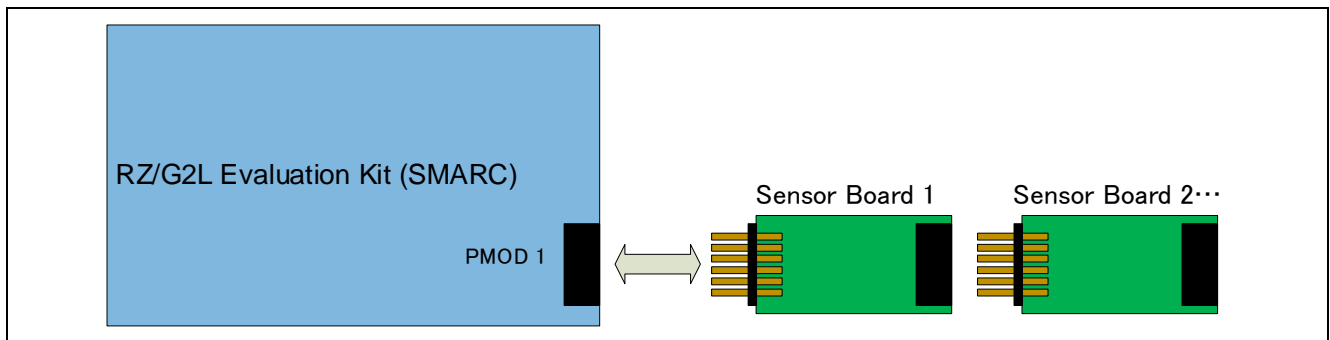 RZ/G2L Evaluation Kit (SMARC)
PMOD 1
Sensor Board 1
Sensor Board 2⋯